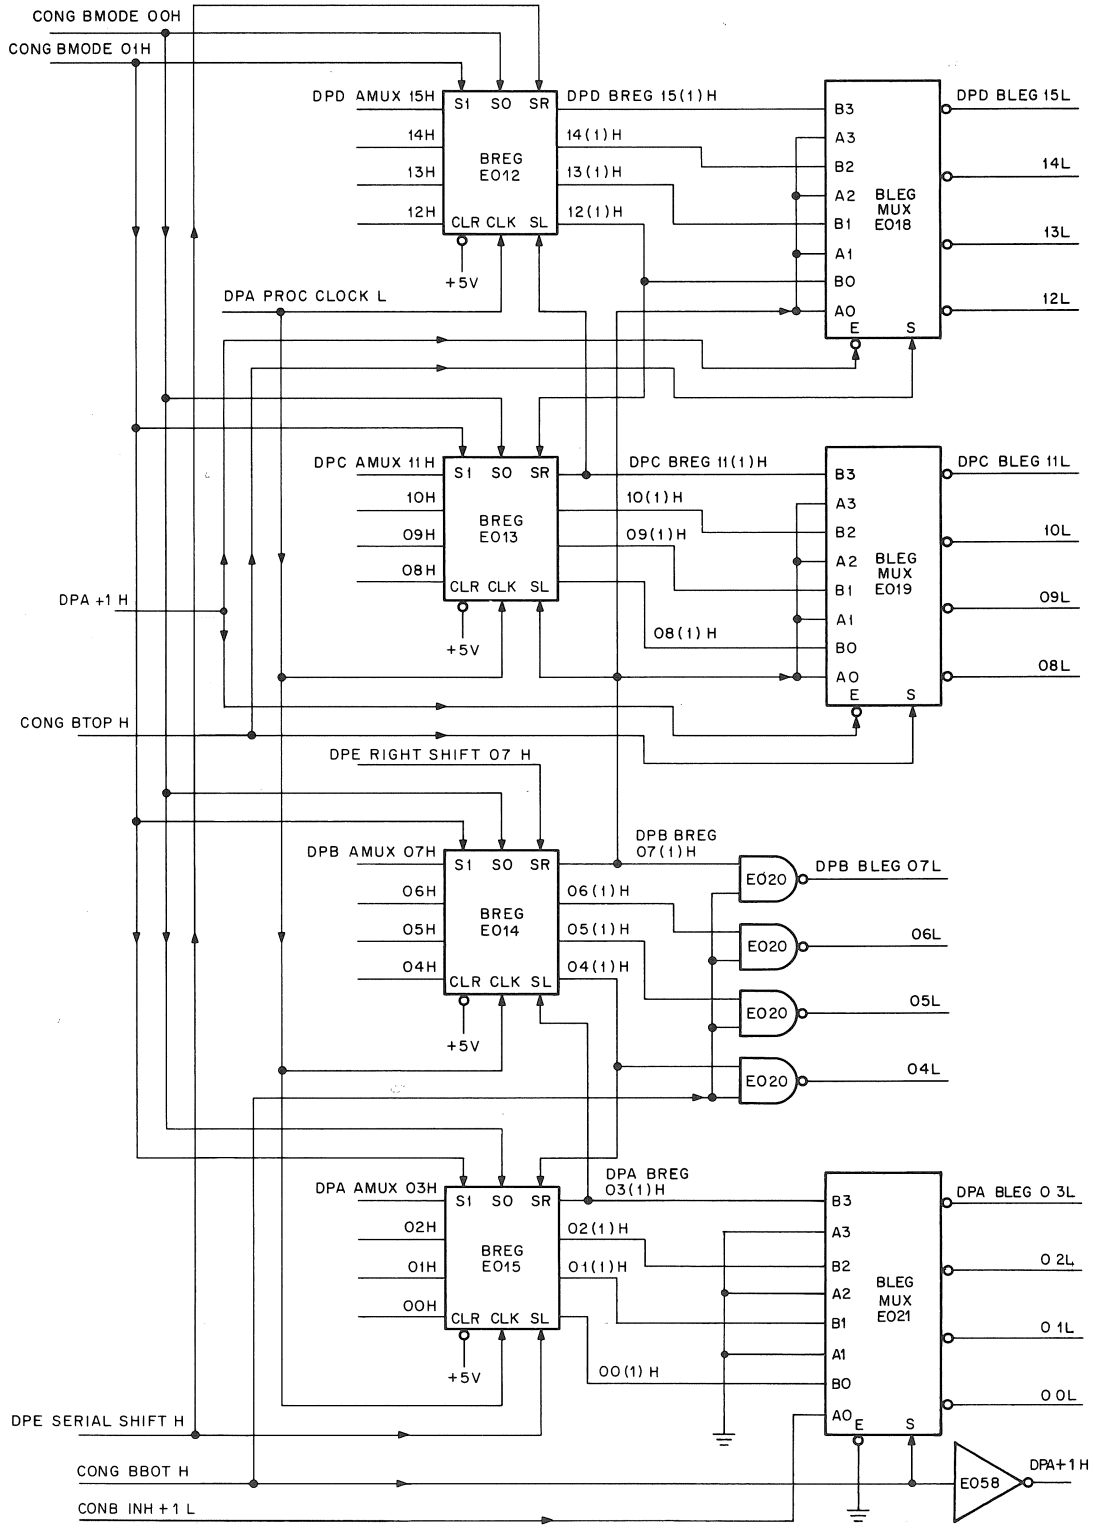 CONG BMODE 00H
CONG BMODE 01H
DPD AMUX 15H
14H
13H
12H
S1 S0 SR
BREG
E012
CLR CLK SL
+5V
DPD BREG 15(1) H
14(1) H
13(1) H
12(1) H
B3
A3
B2
A2
B1
A1
B0
A0
BLEG
MUX
E018
E S
DPD BLEG 15L
14L
13L
12L
DPA PROC CLOCK L
DPC AMUX 11H
10H
09H
08H
S1 S0 SR
BREG
E013
CLR CLK SL
+5V
DPC BREG 11(1) H
10(1) H
09(1) H
08(1) H
B3
A3
B2
A2
B1
A1
B0
A0
BLEG
MUX
E019
E S
DPC BLEG 11L
10L
09L
08L
DPA +1 H
CONG BTOP H
DPE RIGHT SHIFT 07 H
DPB AMUX 07H
06H
05H
04H
S1 S0 SR
BREG
E014
CLR CLK SL
+5V
DPB BREG
07(1) H
06(1) H
05(1) H
04(1) H
E020
E020
E020
E020
DPB BLEG 07L
06L
05L
04L
DPA AMUX 03H
02H
01H
00H
S1 S0 SR
BREG
E015
CLR CLK SL
+5V
DPA BREG
03(1) H
02(1) H
01(1) H
00(1) H
B3
A3
B2
A2
B1
A1
B0
A0
BLEG
MUX
E021
E S
DPA BLEG 0 3L
0 2L
0 1L
0 0L
DPE SERIAL SHIFT H
CONG BBOT H
CONB INH +1 L
E058
DPA+1 H